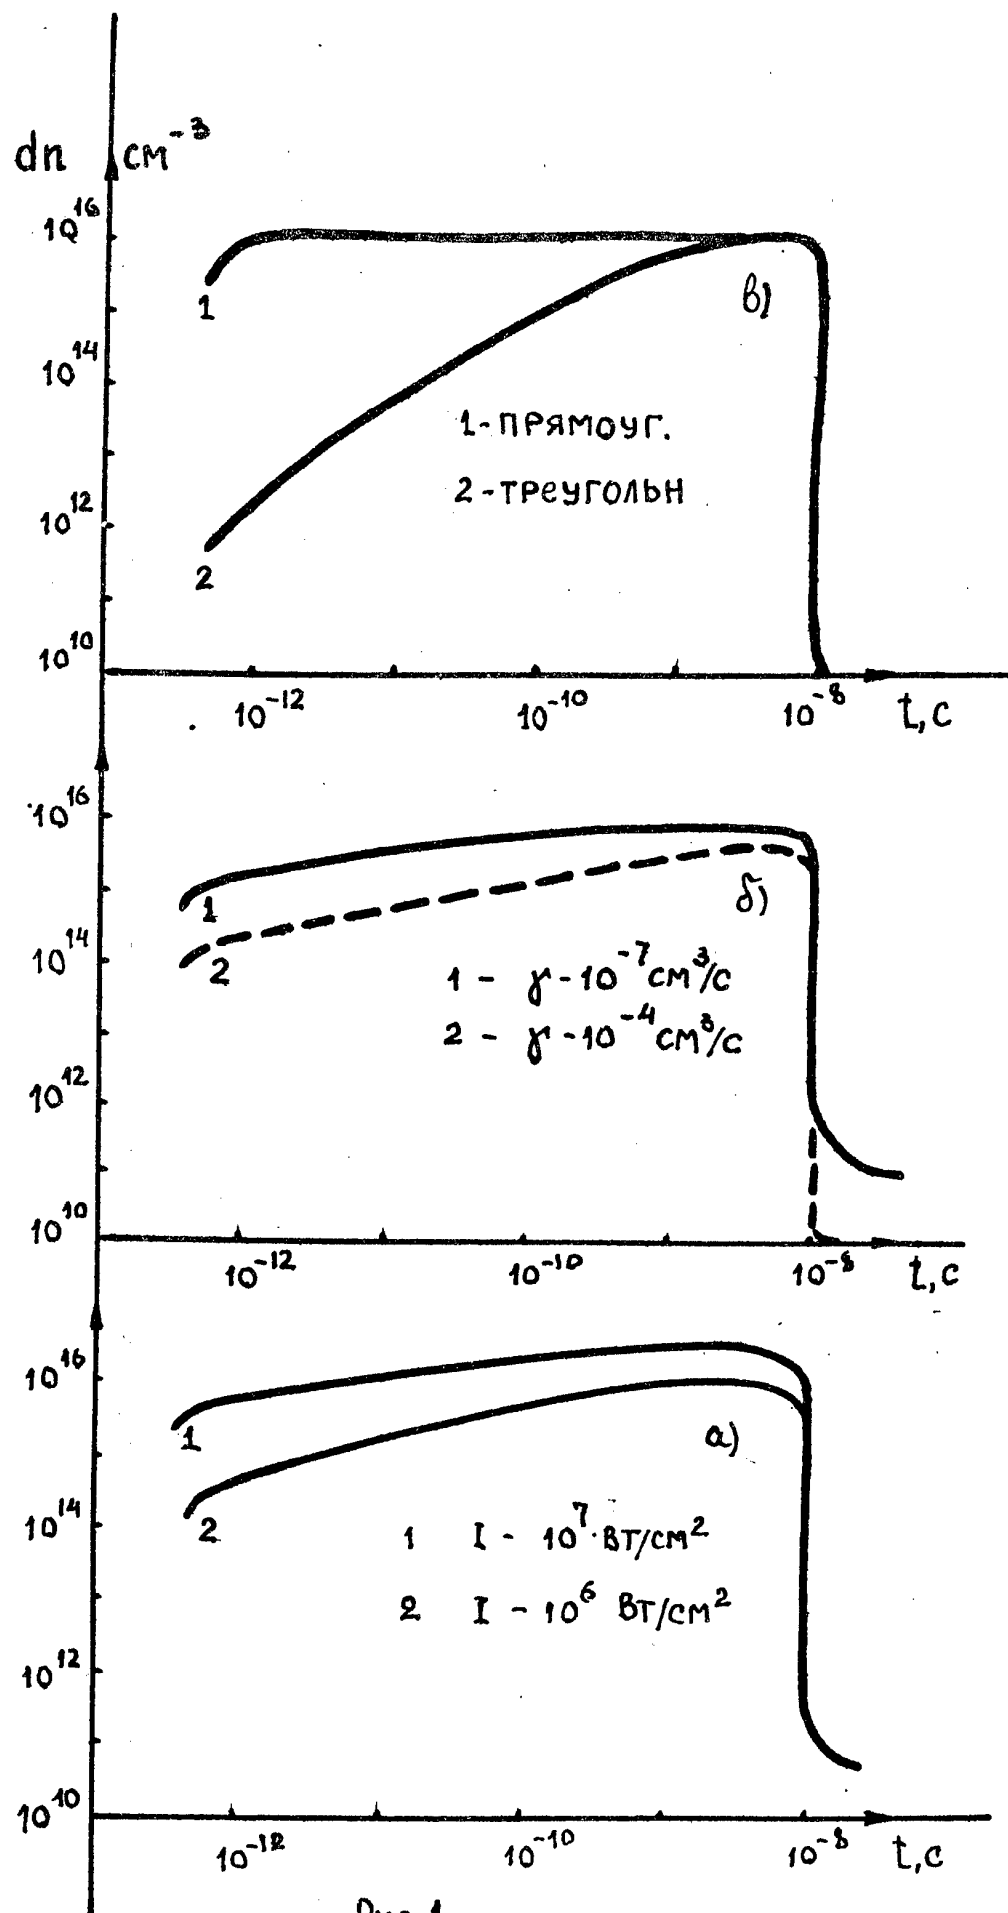 dn см⁻³
10¹⁶
1
в)
10¹⁴
1-ПРЯМОУГ.
2-ТРЕУГОЛЬН
10¹²
2
10¹⁰
10⁻¹² 10⁻¹⁰ 10⁻⁸ t,с
10¹⁶
1
б)
10¹⁴
2
1 - γ - 10⁻⁷ см³/с
2 - γ - 10⁻⁴ см³/с
10¹²
10¹⁰
10⁻¹² 10⁻¹⁰ 10⁻⁸ t,с
10¹⁶
1
а)
10¹⁴
2
1 I - 10⁷·ВТ/см²
2 I - 10⁶ ВТ/см²
10¹²
10¹⁰
10⁻¹² 10⁻¹⁰ 10⁻⁸ t,с